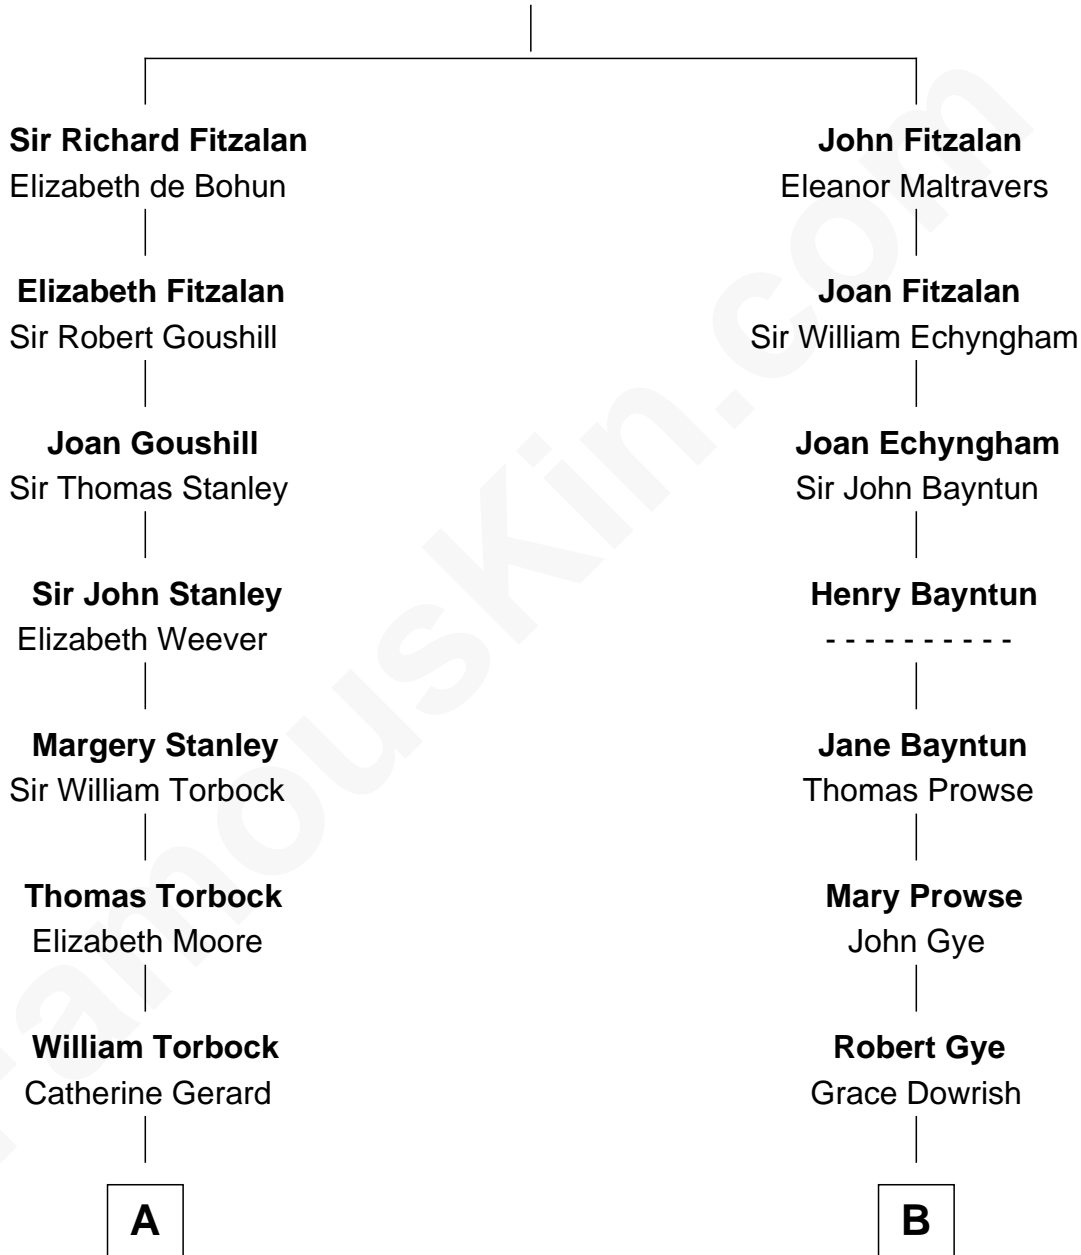 Sir Richard Fitzalan
Elizabeth de Bohun
Elizabeth Fitzalan
Sir Robert Goushill
Joan Goushill
Sir Thomas Stanley
Sir John Stanley
Elizabeth Weever
Margery Stanley
Sir William Torbock
Thomas Torbock
Elizabeth Moore
William Torbock
Catherine Gerard
A
John Fitzalan
Eleanor Maltravers
Joan Fitzalan
Sir William Echyngham
Joan Echyngham
Sir John Bayntun
Henry Bayntun
- - - - - - - - - -
Jane Bayntun
Thomas Prowse
Mary Prowse
John Gye
Robert Gye
Grace Dowrish
B
FamousKin.com